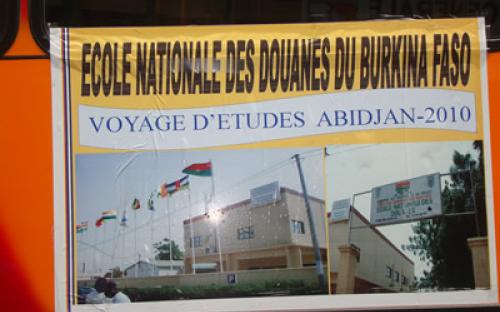 ECOLE NATIONALE DES DOUANES DU BURKINA FASO
VOYAGE D'ETUDES ABIDJAN-2010